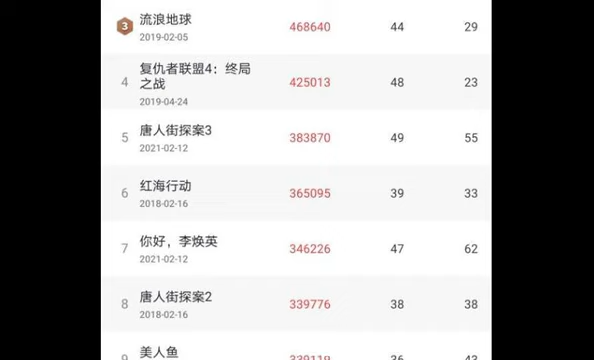 3 流浪地球 468640 44 29
2019-02-05
4 复仇者联盟4：终局 425013 48 23
之战
2019-04-24
5 唐人街探案3 383870 49 55
2021-02-12
6 红海行动 365095 39 33
2018-02-16
7 你好，李焕英 346226 47 62
2021-02-12
8 唐人街探案2 339776 38 38
2018-02-16
美人鱼